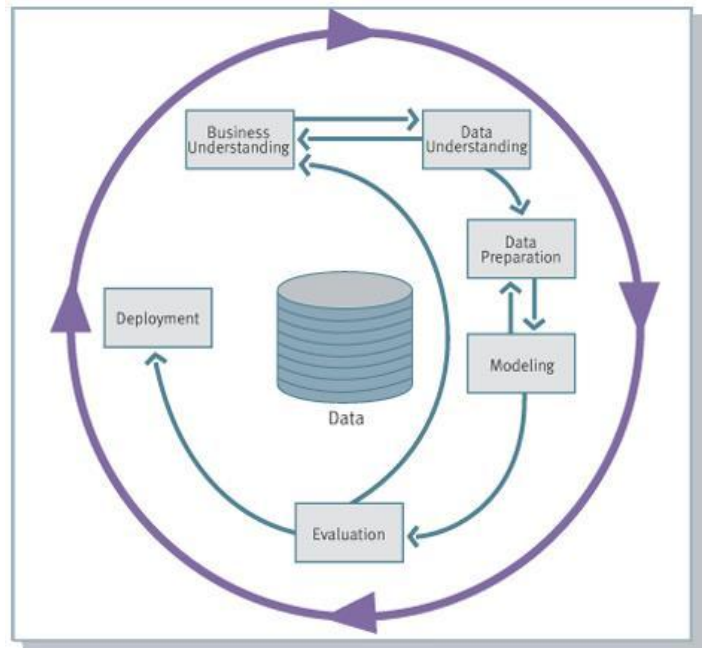 Business
Understanding
Data
Understanding
Data
Preparation
Deployment
Modeling
Data
Evaluation